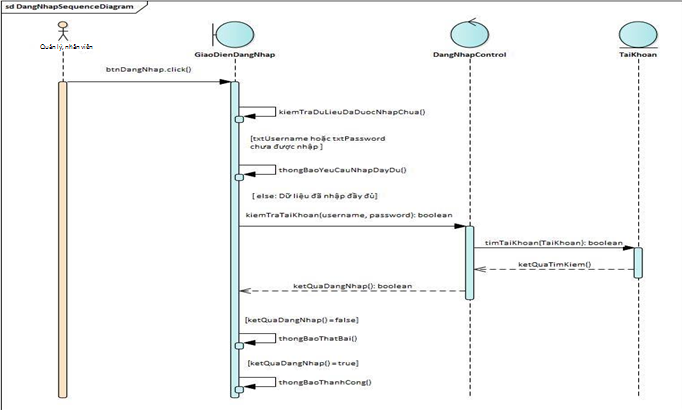 sd DangNhapSequenceDiagram
Quản lý, nhân viên
GiaoDienDangNhap
DangNhapControl
TaiKhoan
btnDangNhap.click()
kiemTraDuLieuDaDuocNhapChua()
[txtUsername hoặc txtPassword
chưa được nhập ]
thongBaoYeuCauNhapDayDu()
[ else: Dữ liệu đã nhập đầy đủ]
kiemTraTaiKhoan(username, password): boolean
timTaiKhoan(TaiKhoan): boolean
ketQuaTimKiem()
ketQuaDangNhap(): boolean
[ketQuaDangNhap() = false]
thongBaoThatBai()
[ketQuaDangNhap() = true]
thongBaoThanhCong()